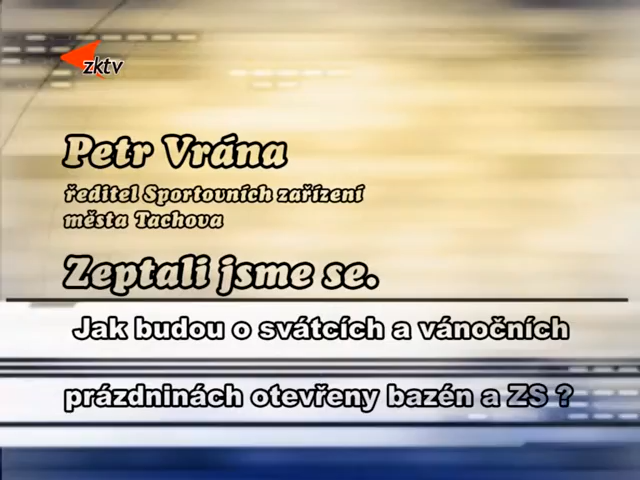 zktv
Petr Vrána
ředitel Sportovních zařízení
města Tachova
Zeptali jsme se.
Jak budou o svátcích a vánočních
prázdninách otevřeny bazén a ZS ?